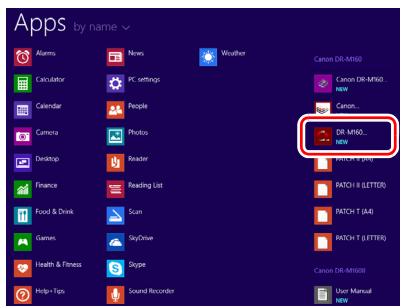 Apps by name
Alarms
Calculator
Calendar
Camera
Desktop
Finance
Food & Drink
Games
Health & Fitness
Help+Tips
News
PC settings
People
Photos
Reader
Reading List
Scan
SkyDrive
Skype
Sound Recorder
Weather
Canon DR-M160
Canon DR-M160...
NEW
Canon...
NEW
DR-M160...
NEW
PATCH II (A4)
PATCH II (LETTER)
PATCH T (A4)
PATCH T (LETTER)
Canon DR-M160II
User Manual
NEW